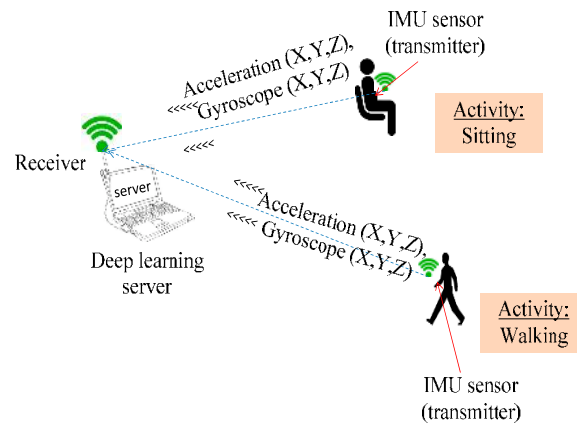 IMU sensor
(transmitter)
Acceleration (X,Y,Z),
Gyroscope (X,Y,Z)
<<<<<
<<<<<
Activity:
Sitting
Receiver
server
Deep learning
server
<<<<<
Acceleration (X,Y,Z),
<<<<<
Gyroscope (X,Y,Z)
Activity:
Walking
IMU sensor
(transmitter)